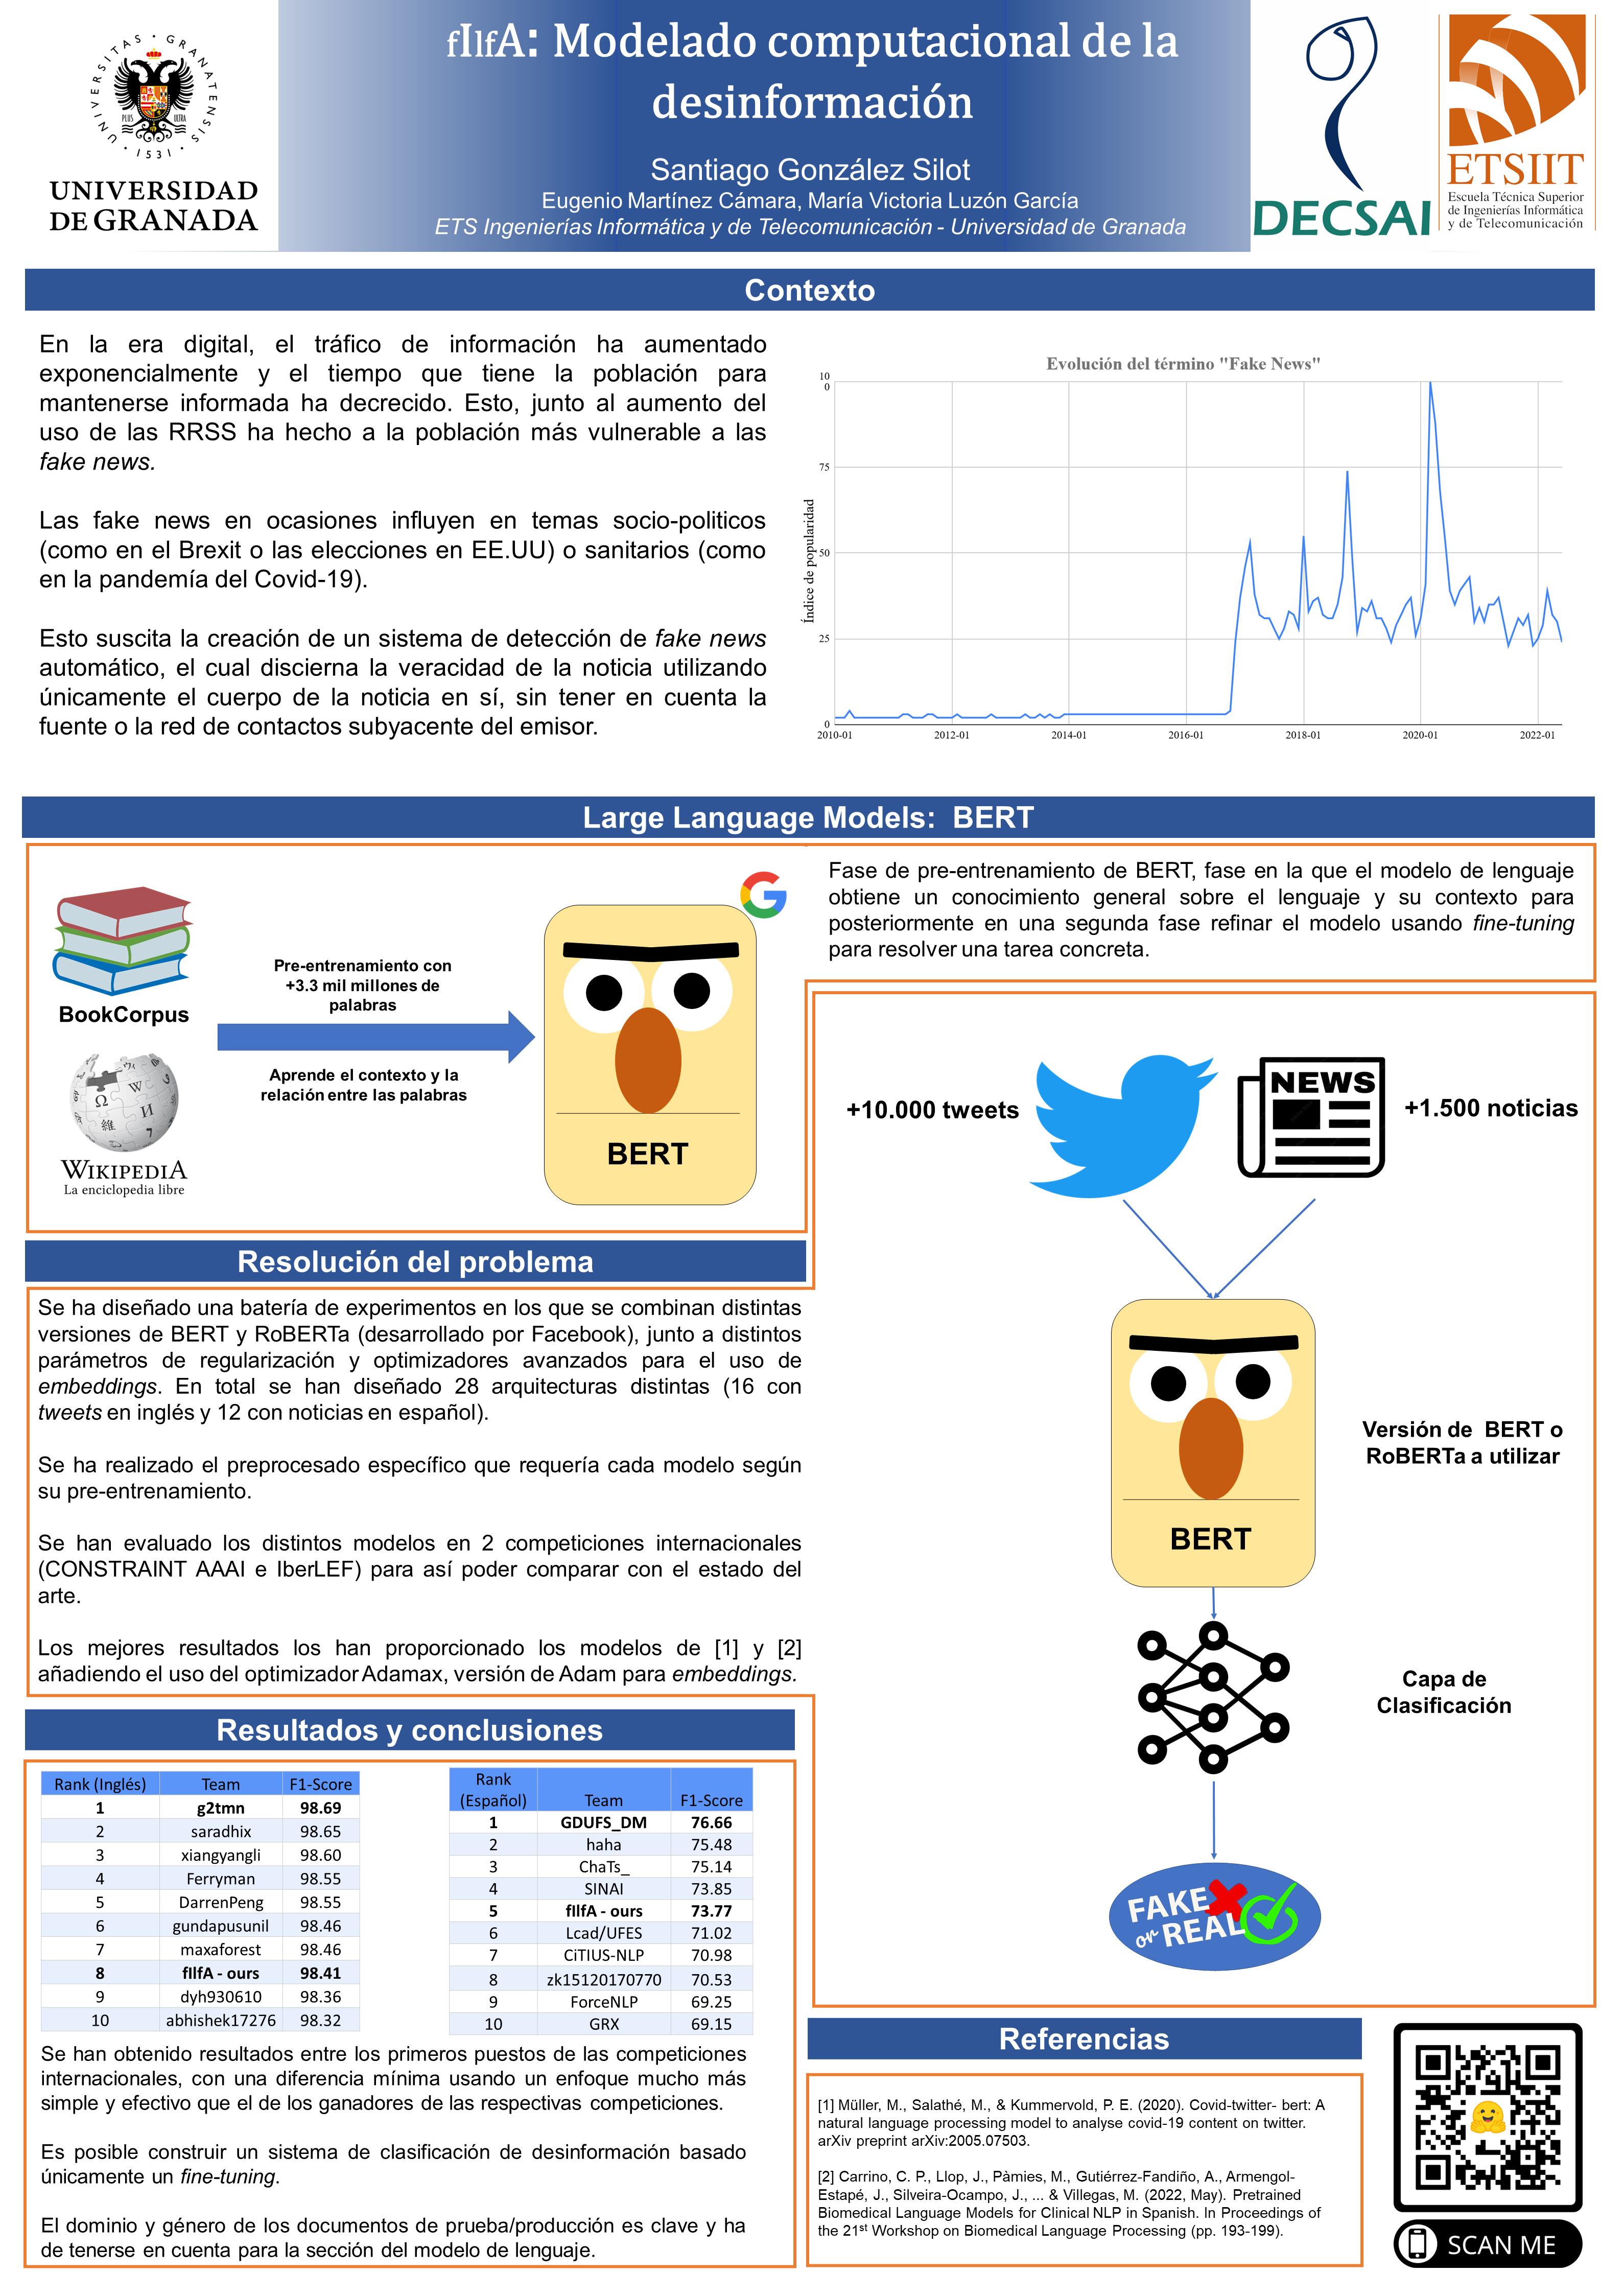 UNIVERSITAS · GRANATENSIS · 1531 ·
PLUS ULTRA
UNIVERSIDAD
DE GRANADA
fIlfA: Modelado computacional de la
desinformación
Santiago González Silot
Eugenio Martínez Cámara, María Victoria Luzón García
ETS Ingenierías Informática y de Telecomunicación - Universidad de Granada
DECSAI
ETSIIT
Escuela Técnica Superior
de Ingenierías Informática
y de Telecomunicación
Contexto
En la era digital, el tráfico de información ha aumentado
exponencialmente y el tiempo que tiene la población para
mantenerse informada ha decrecido. Esto, junto al aumento del
uso de las RRSS ha hecho a la población más vulnerable a las
fake news.
Las fake news en ocasiones influyen en temas socio-politicos
(como en el Brexit o las elecciones en EE.UU) o sanitarios (como
en la pandemía del Covid-19).
Esto suscita la creación de un sistema de detección de fake news
automático, el cual discierna la veracidad de la noticia utilizando
únicamente el cuerpo de la noticia en sí, sin tener en cuenta la
fuente o la red de contactos subyacente del emisor.
Evolución del término "Fake News"
Índice de popularidad
10
0
75
50
25
0
2010-01 2012-01 2014-01 2016-01 2018-01 2020-01 2022-01
Large Language Models: BERT
BookCorpus
WIKIPEDIA
La enciclopedia libre
Pre-entrenamiento con
+3.3 mil millones de
palabras
Aprende el contexto y la
relación entre las palabras
BERT
Fase de pre-entrenamiento de BERT, fase en la que el modelo de lenguaje
obtiene un conocimiento general sobre el lenguaje y su contexto para
posteriormente en una segunda fase refinar el modelo usando fine-tuning
para resolver una tarea concreta.
+10.000 tweets
NEWS
+1.500 noticias
BERT
Versión de BERT o
RoBERTa a utilizar
Capa de
Clasificación
FAKE
or REAL
Resolución del problema
Se ha diseñado una batería de experimentos en los que se combinan distintas
versiones de BERT y RoBERTa (desarrollado por Facebook), junto a distintos
parámetros de regularización y optimizadores avanzados para el uso de
embeddings. En total se han diseñado 28 arquitecturas distintas (16 con
tweets en inglés y 12 con noticias en español).
Se ha realizado el preprocesado específico que requería cada modelo según
su pre-entrenamiento.
Se han evaluado los distintos modelos en 2 competiciones internacionales
(CONSTRAINT AAAI e IberLEF) para así poder comparar con el estado del
arte.
Los mejores resultados los han proporcionado los modelos de [1] y [2]
añadiendo el uso del optimizador Adamax, versión de Adam para embeddings.
Resultados y conclusiones
Rank (Inglés) Team F1-Score
1 g2tmn 98.69
2 saradhix 98.65
3 xiangyangli 98.60
4 Ferryman 98.55
5 DarrenPeng 98.55
6 gundapusunil 98.46
7 maxaforest 98.46
8 fIlfA - ours 98.41
9 dyh930610 98.36
10 abhishek17276 98.32
Rank
(Español) Team F1-Score
1 GDUFS_DM 76.66
2 haha 75.48
3 ChaTs_ 75.14
4 SINAI 73.85
5 fIlfA - ours 73.77
6 Lcad/UFES 71.02
7 CiTIUS-NLP 70.98
8 zk15120170770 70.53
9 ForceNLP 69.25
10 GRX 69.15
Se han obtenido resultados entre los primeros puestos de las competiciones
internacionales, con una diferencia mínima usando un enfoque mucho más
simple y efectivo que el de los ganadores de las respectivas competiciones.
Es posible construir un sistema de clasificación de desinformación basado
únicamente un fine-tuning.
El dominio y género de los documentos de prueba/producción es clave y ha
de tenerse en cuenta para la sección del modelo de lenguaje.
Referencias
[1] Müller, M., Salathé, M., & Kummervold, P. E. (2020). Covid-twitter- bert: A
natural language processing model to analyse covid-19 content on twitter.
arXiv preprint arXiv:2005.07503.
[2] Carrino, C. P., Llop, J., Pàmies, M., Gutiérrez-Fandiño, A., Armengol-
Estapé, J., Silveira-Ocampo, J., ... & Villegas, M. (2022, May). Pretrained
Biomedical Language Models for Clinical NLP in Spanish. In Proceedings of
the 21st Workshop on Biomedical Language Processing (pp. 193-199).
SCAN ME